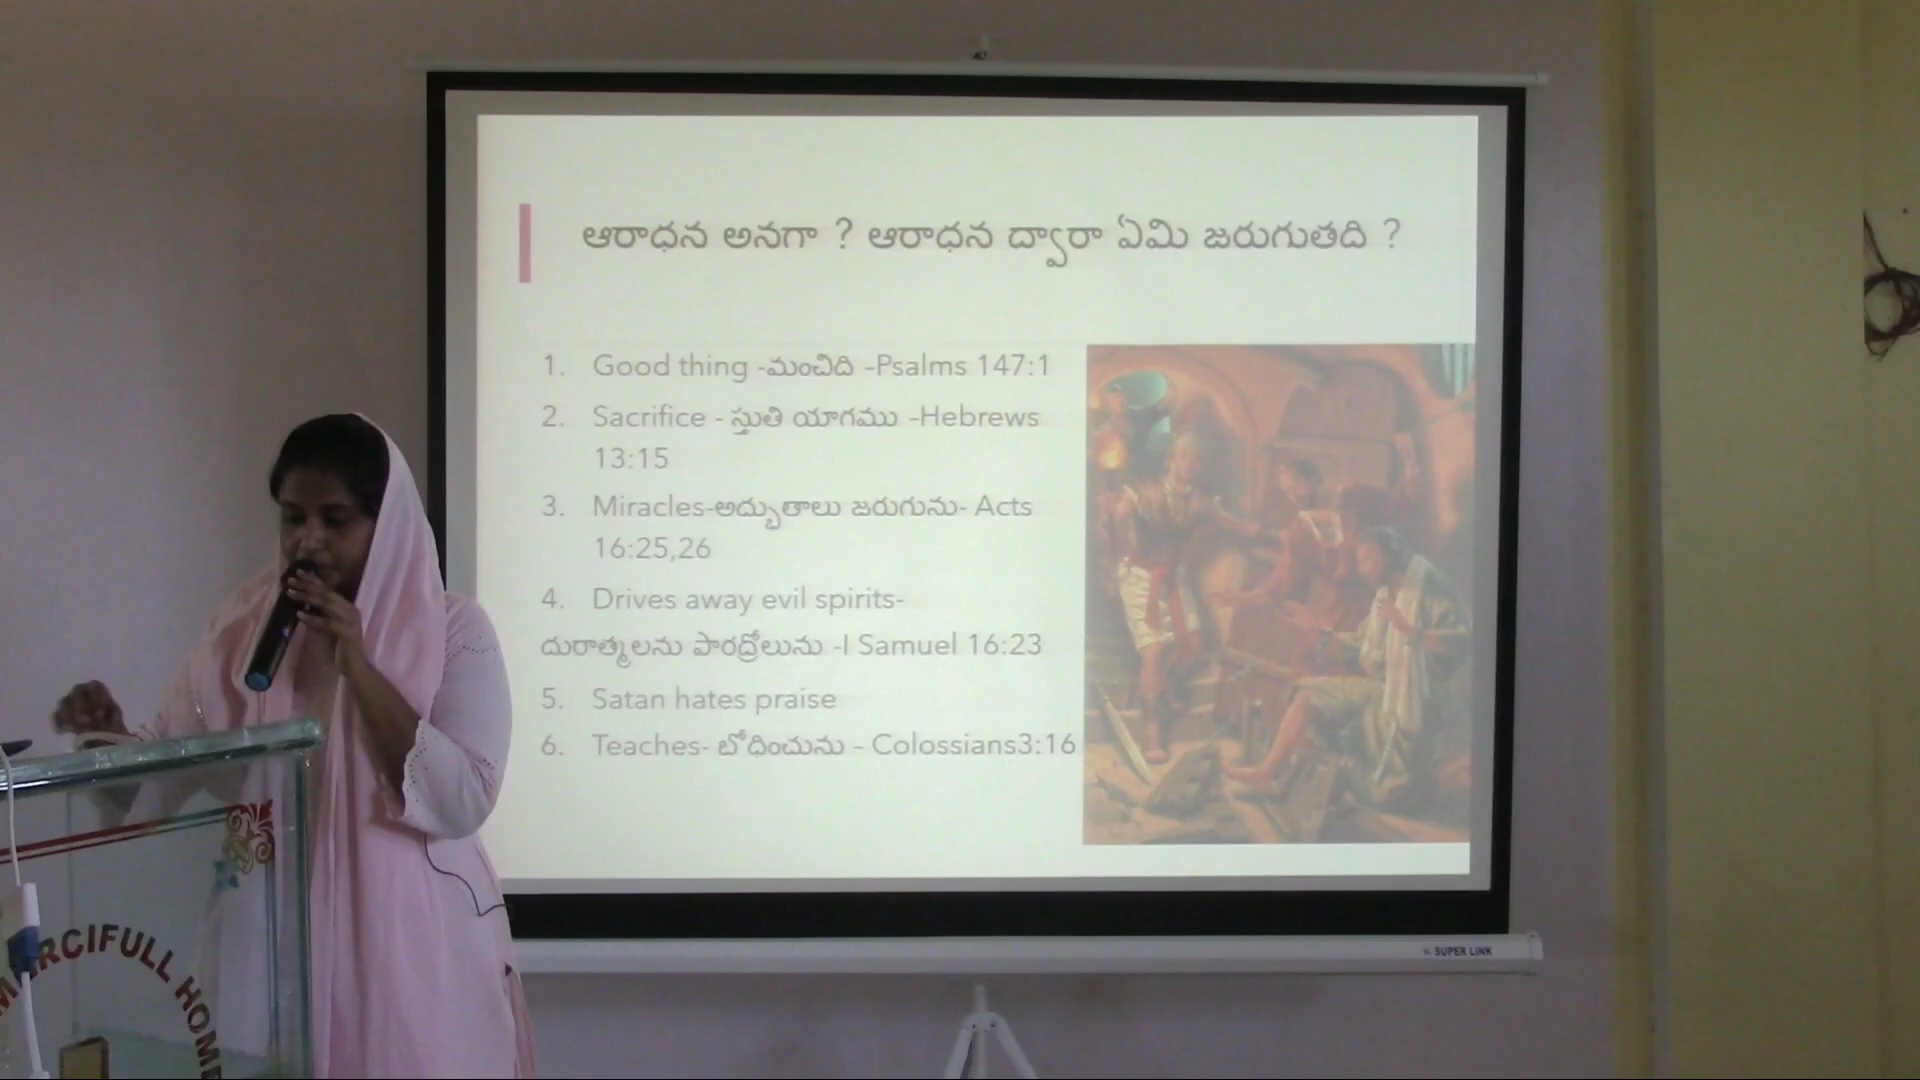 ఆరాధన అనగా ? ఆరాధన ద్వారా ఏమి జరుగుతది ?
1. Good thing -మంచిది -Psalms 147:1
2. Sacrifice - స్తుతి యాగము -Hebrews
13:15
3. Miracles-అద్భుతాలు జరుగును- Acts
16:25,26
4. Drives away evil spirits-
దురాత్మలను పారద్రోలును -I Samuel 16:23
5. Satan hates praise
6. Teaches- బోధించును - Colossians3:16
MARCIFULL HOME
SUPER LINK